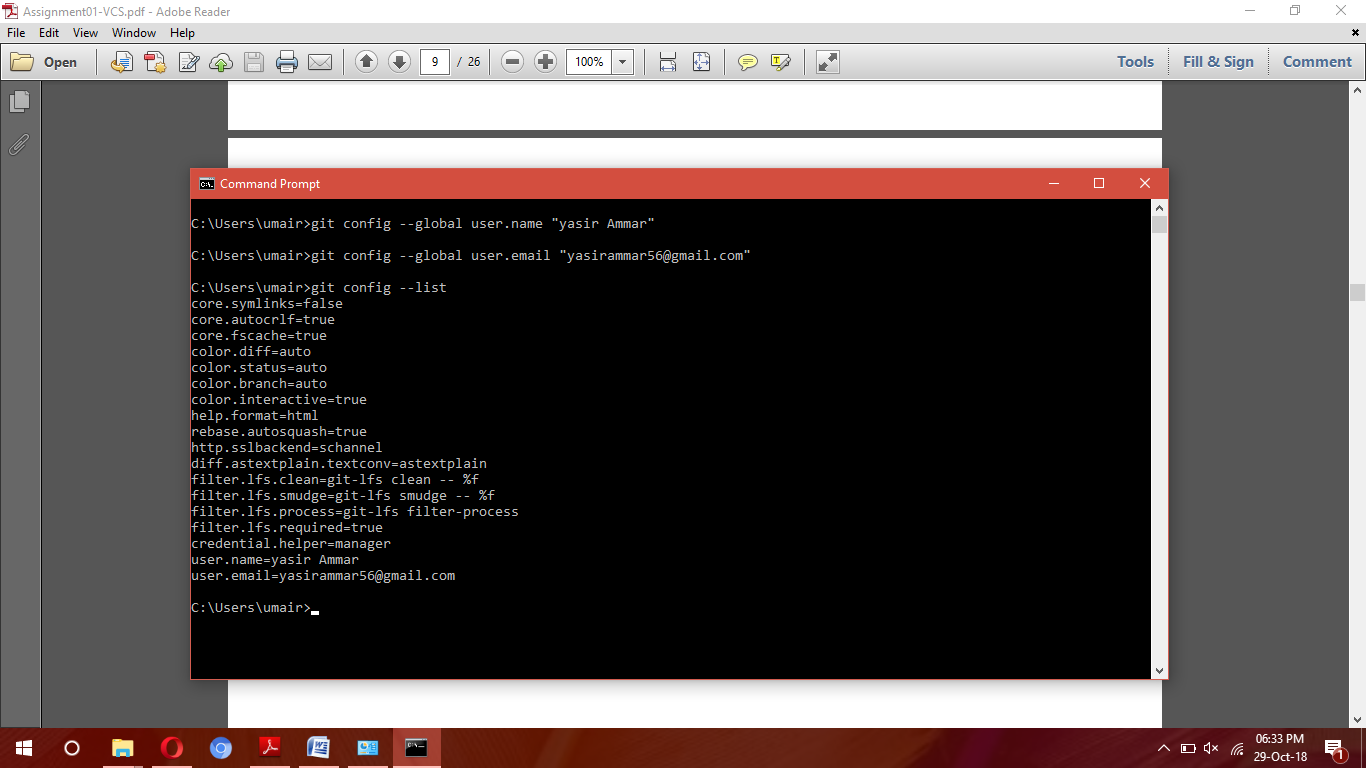 Assignment01-VCS.pdf - Adobe Reader
File Edit View Window Help
Open 9 / 26 100% Tools Fill & Sign Comment
Command Prompt
C:\Users\umair>git config --global user.name "yasir Ammar"
C:\Users\umair>git config --global user.email "yasirammar56@gmail.com"
C:\Users\umair>git config --list
core.symlinks=false
core.autocrlf=true
core.fscache=true
color.diff=auto
color.status=auto
color.branch=auto
color.interactive=true
help.format=html
rebase.autosquash=true
http.sslbackend=schannel
diff.astextplain.textconv=astextplain
filter.lfs.clean=git-lfs clean -- %f
filter.lfs.smudge=git-lfs smudge -- %f
filter.lfs.process=git-lfs filter-process
filter.lfs.required=true
credential.helper=manager
user.name=yasir Ammar
user.email=yasirammar56@gmail.com
C:\Users\umair>
06:33 PM
29-Oct-18
1